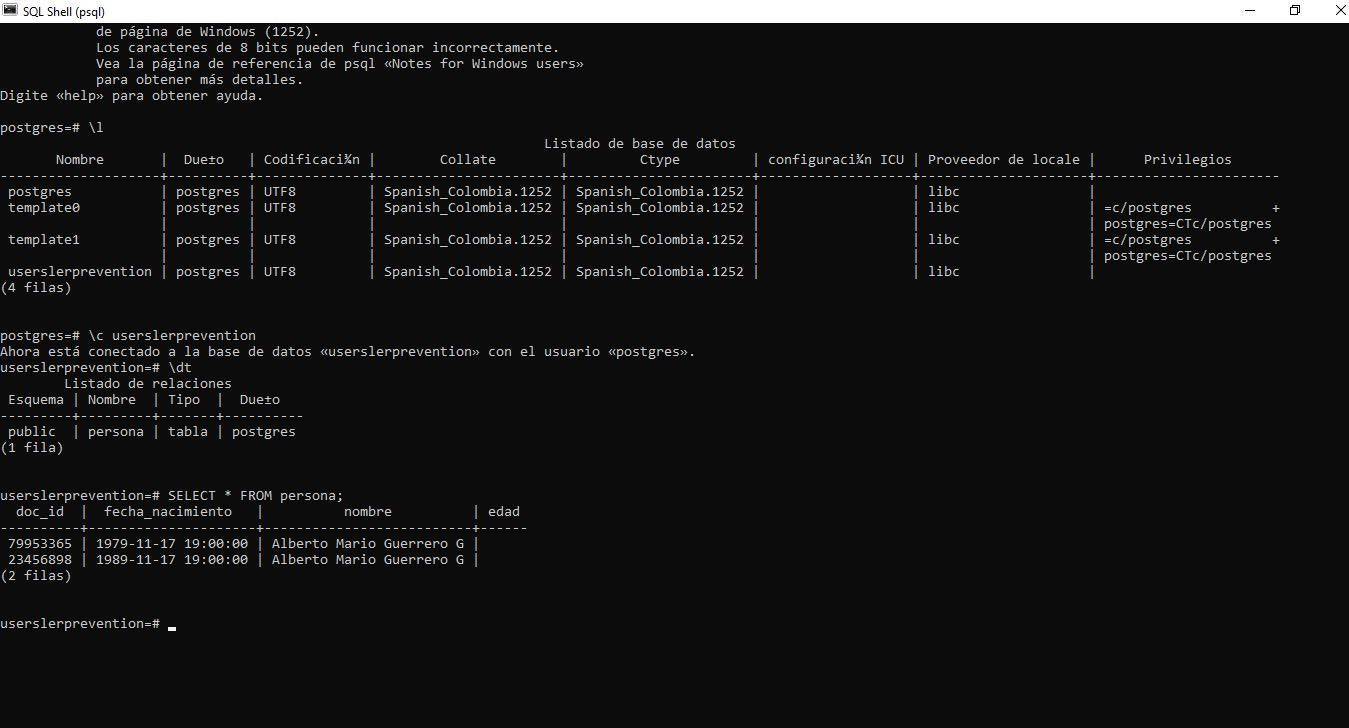 SQL Shell (psql)
            de página de Windows (1252).
            Los caracteres de 8 bits pueden funcionar incorrectamente.
            Vea la página de referencia de psql «Notes for Windows users»
            para obtener más detalles.
Digite «help» para obtener ayuda.

postgres=# \l
                                                                    Listado de base de datos
       Nombre       |  Due±o   | Codificaci¾n |        Collate         |         Ctype          | configuraci¾n ICU | Proveedor de locale |      Privilegios
--------------------+----------+--------------+------------------------+------------------------+-------------------+---------------------+-----------------------
 postgres           | postgres | UTF8         | Spanish_Colombia.1252 | Spanish_Colombia.1252 |                   | libc                |
 template0          | postgres | UTF8         | Spanish_Colombia.1252 | Spanish_Colombia.1252 |                   | libc                | =c/postgres          +
                    |          |              |                       |                       |                   |                     | postgres=CTc/postgres
 template1          | postgres | UTF8         | Spanish_Colombia.1252 | Spanish_Colombia.1252 |                   | libc                | =c/postgres          +
                    |          |              |                       |                       |                   |                     | postgres=CTc/postgres
 userslerprevention | postgres | UTF8         | Spanish_Colombia.1252 | Spanish_Colombia.1252 |                   | libc                |
(4 filas)

postgres=# \c userslerprevention
Ahora está conectado a la base de datos «userslerprevention» con el usuario «postgres».
userslerprevention=# \dt
        Listado de relaciones
 Esquema | Nombre  | Tipo  |  Due±o
---------+---------+-------+----------
 public  | persona | tabla | postgres
(1 fila)

userslerprevention=# SELECT * FROM persona;
  doc_id  |  fecha_nacimiento   |          nombre          | edad
----------+---------------------+--------------------------+------
 79953365 | 1979-11-17 19:00:00 | Alberto Mario Guerrero G |
 23456898 | 1989-11-17 19:00:00 | Alberto Mario Guerrero G |
(2 filas)

userslerprevention=#